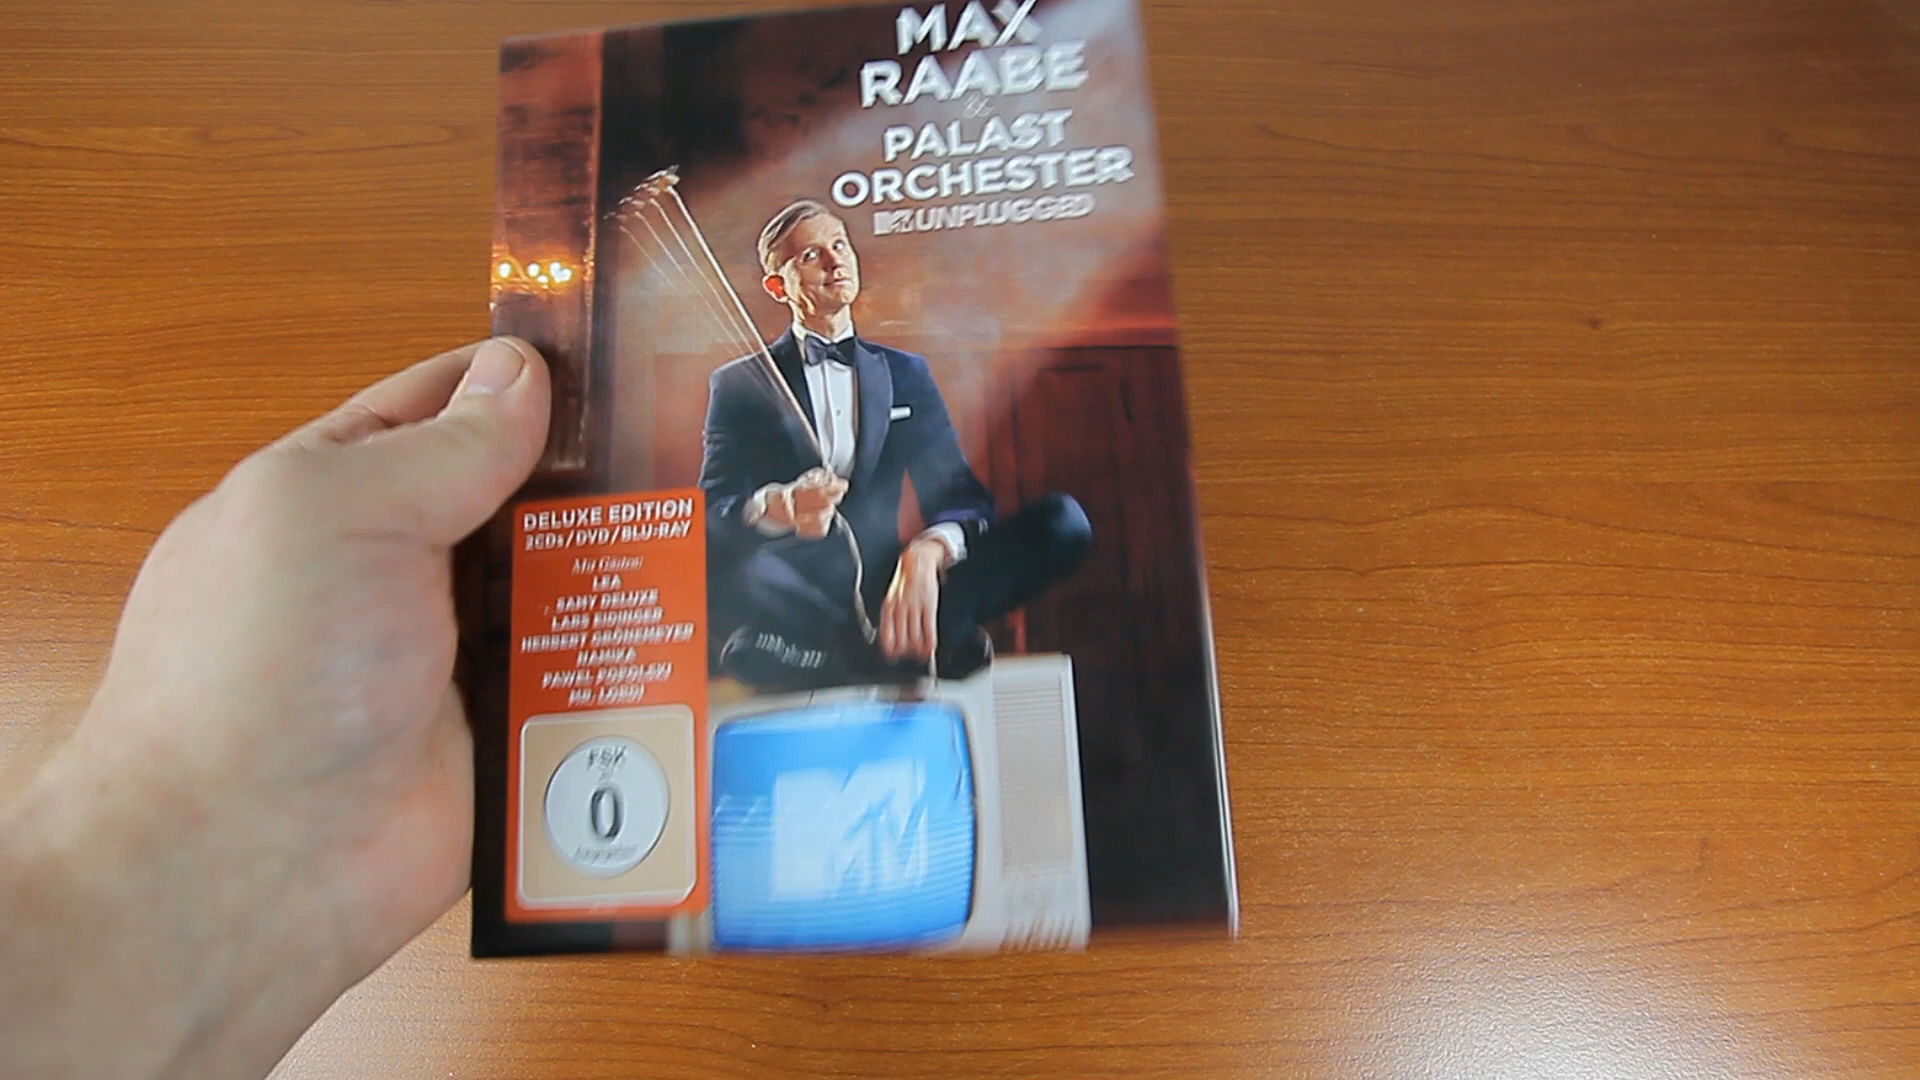 MAX
RAABE
&
PALAST
ORCHESTER
MTV UNPLUGGED
DELUXE EDITION
2CDs/DVD/BLU-RAY
Mit Gästen:
LEA
SAMY DELUXE
LARS EIDINGER
HERBERT GRÖNEMEYER
NAMIKA
PAWEL POPOLSKI
MR. LORDI
FSK
0
MTV